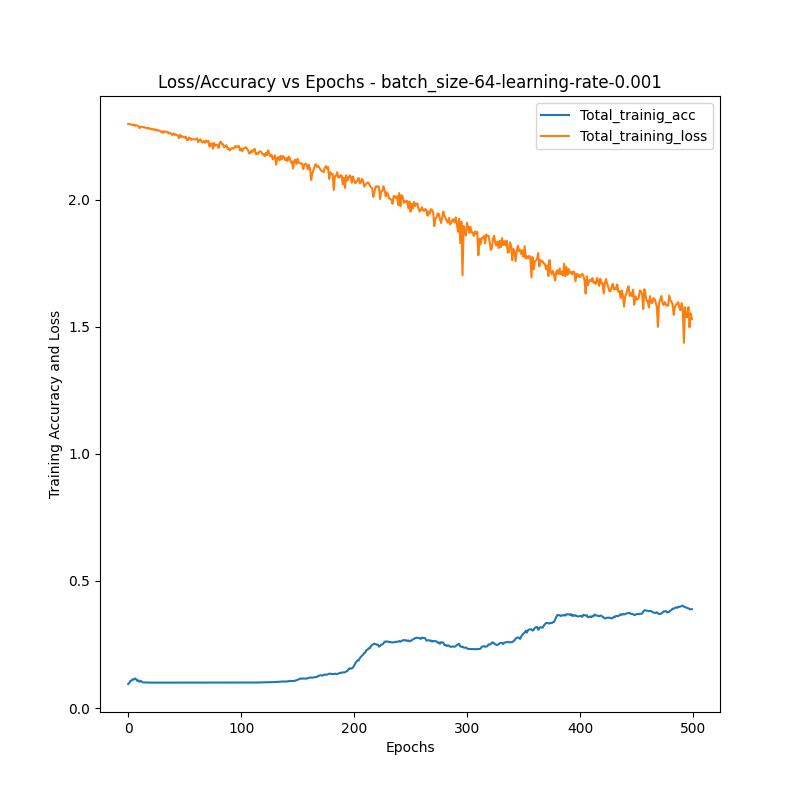 Loss/Accuracy vs Epochs - batch_size-64-learning-rate-0.001
Total_trainig_acc
Total_training_loss
2.0
1.5
1.0
0.5
0.0
Training Accuracy and Loss
0 100 200 300 400 500
Epochs